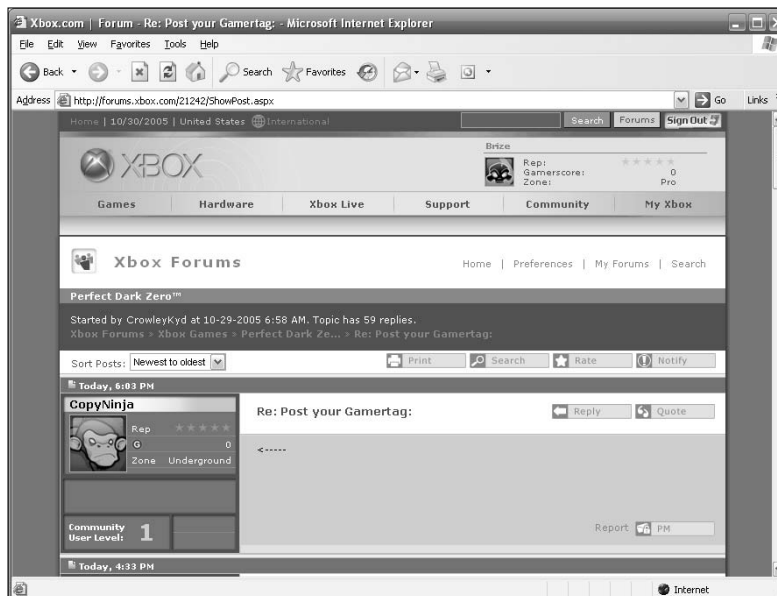 Xbox.com | Forum - Re: Post your Gamertag: - Microsoft Internet Explorer
File Edit View Favorites Tools Help
Back Search Favorites
Address http://forums.xbox.com/21242/ShowPost.aspx Go Links
Home | 10/30/2005 | United States International Search Forums Sign Out
Brize
XBOX
Rep:
Gamerscore: 0
Zone: Pro
Games Hardware Xbox Live Support Community My Xbox
Xbox Forums Home | Preferences | My Forums | Search
Perfect Dark Zero™
Started by CrowleyKyd at 10-29-2005 6:58 AM. Topic has 59 replies.
Xbox Forums > Xbox Games > Perfect Dark Ze... > Re: Post your Gamertag:
Sort Posts: Newest to oldest Print Search Rate Notify
Today, 6:03 PM
CopyNinja
Rep
G 0
Zone Underground
Community
User Level: 1
Re: Post your Gamertag: Reply Quote
<-----
Report PM
Today, 4:33 PM
Internet